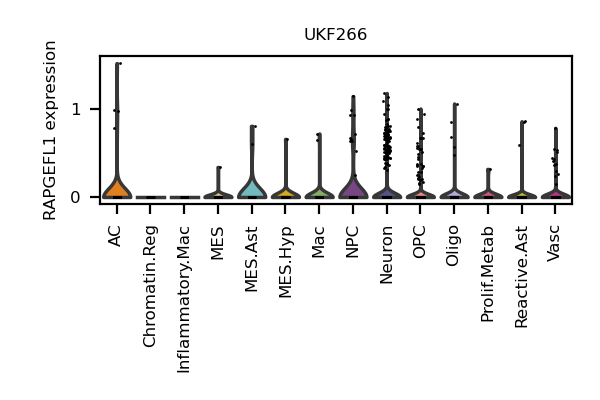 UKF266
RAPGEFL1 expression
1
0
AC
Chromatin.Reg
Inflammatory.Mac
MES
MES.Ast
MES.Hyp
Mac
NPC
Neuron
OPC
Oligo
Prolif.Metab
Reactive.Ast
Vasc